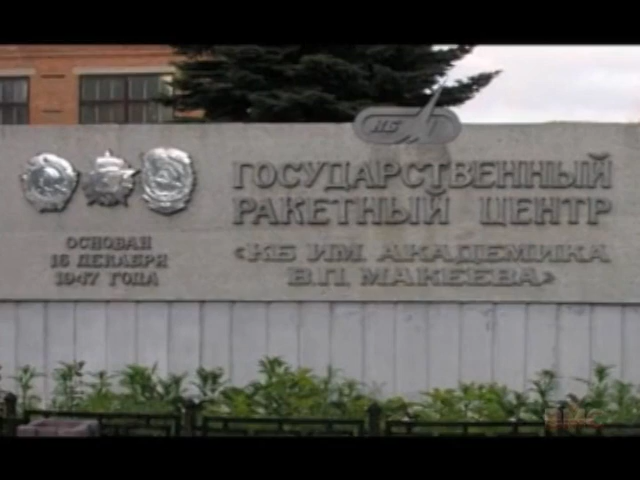 КБ
ГОСУДАРСТВЕННЫЙ
РАКЕТНЫЙ ЦЕНТР
«КБ ИМ. АКАДЕМИКА
В.П. МАКЕЕВА»
ОСНОВАН
16 ДЕКАБРЯ
1947 ГОДА